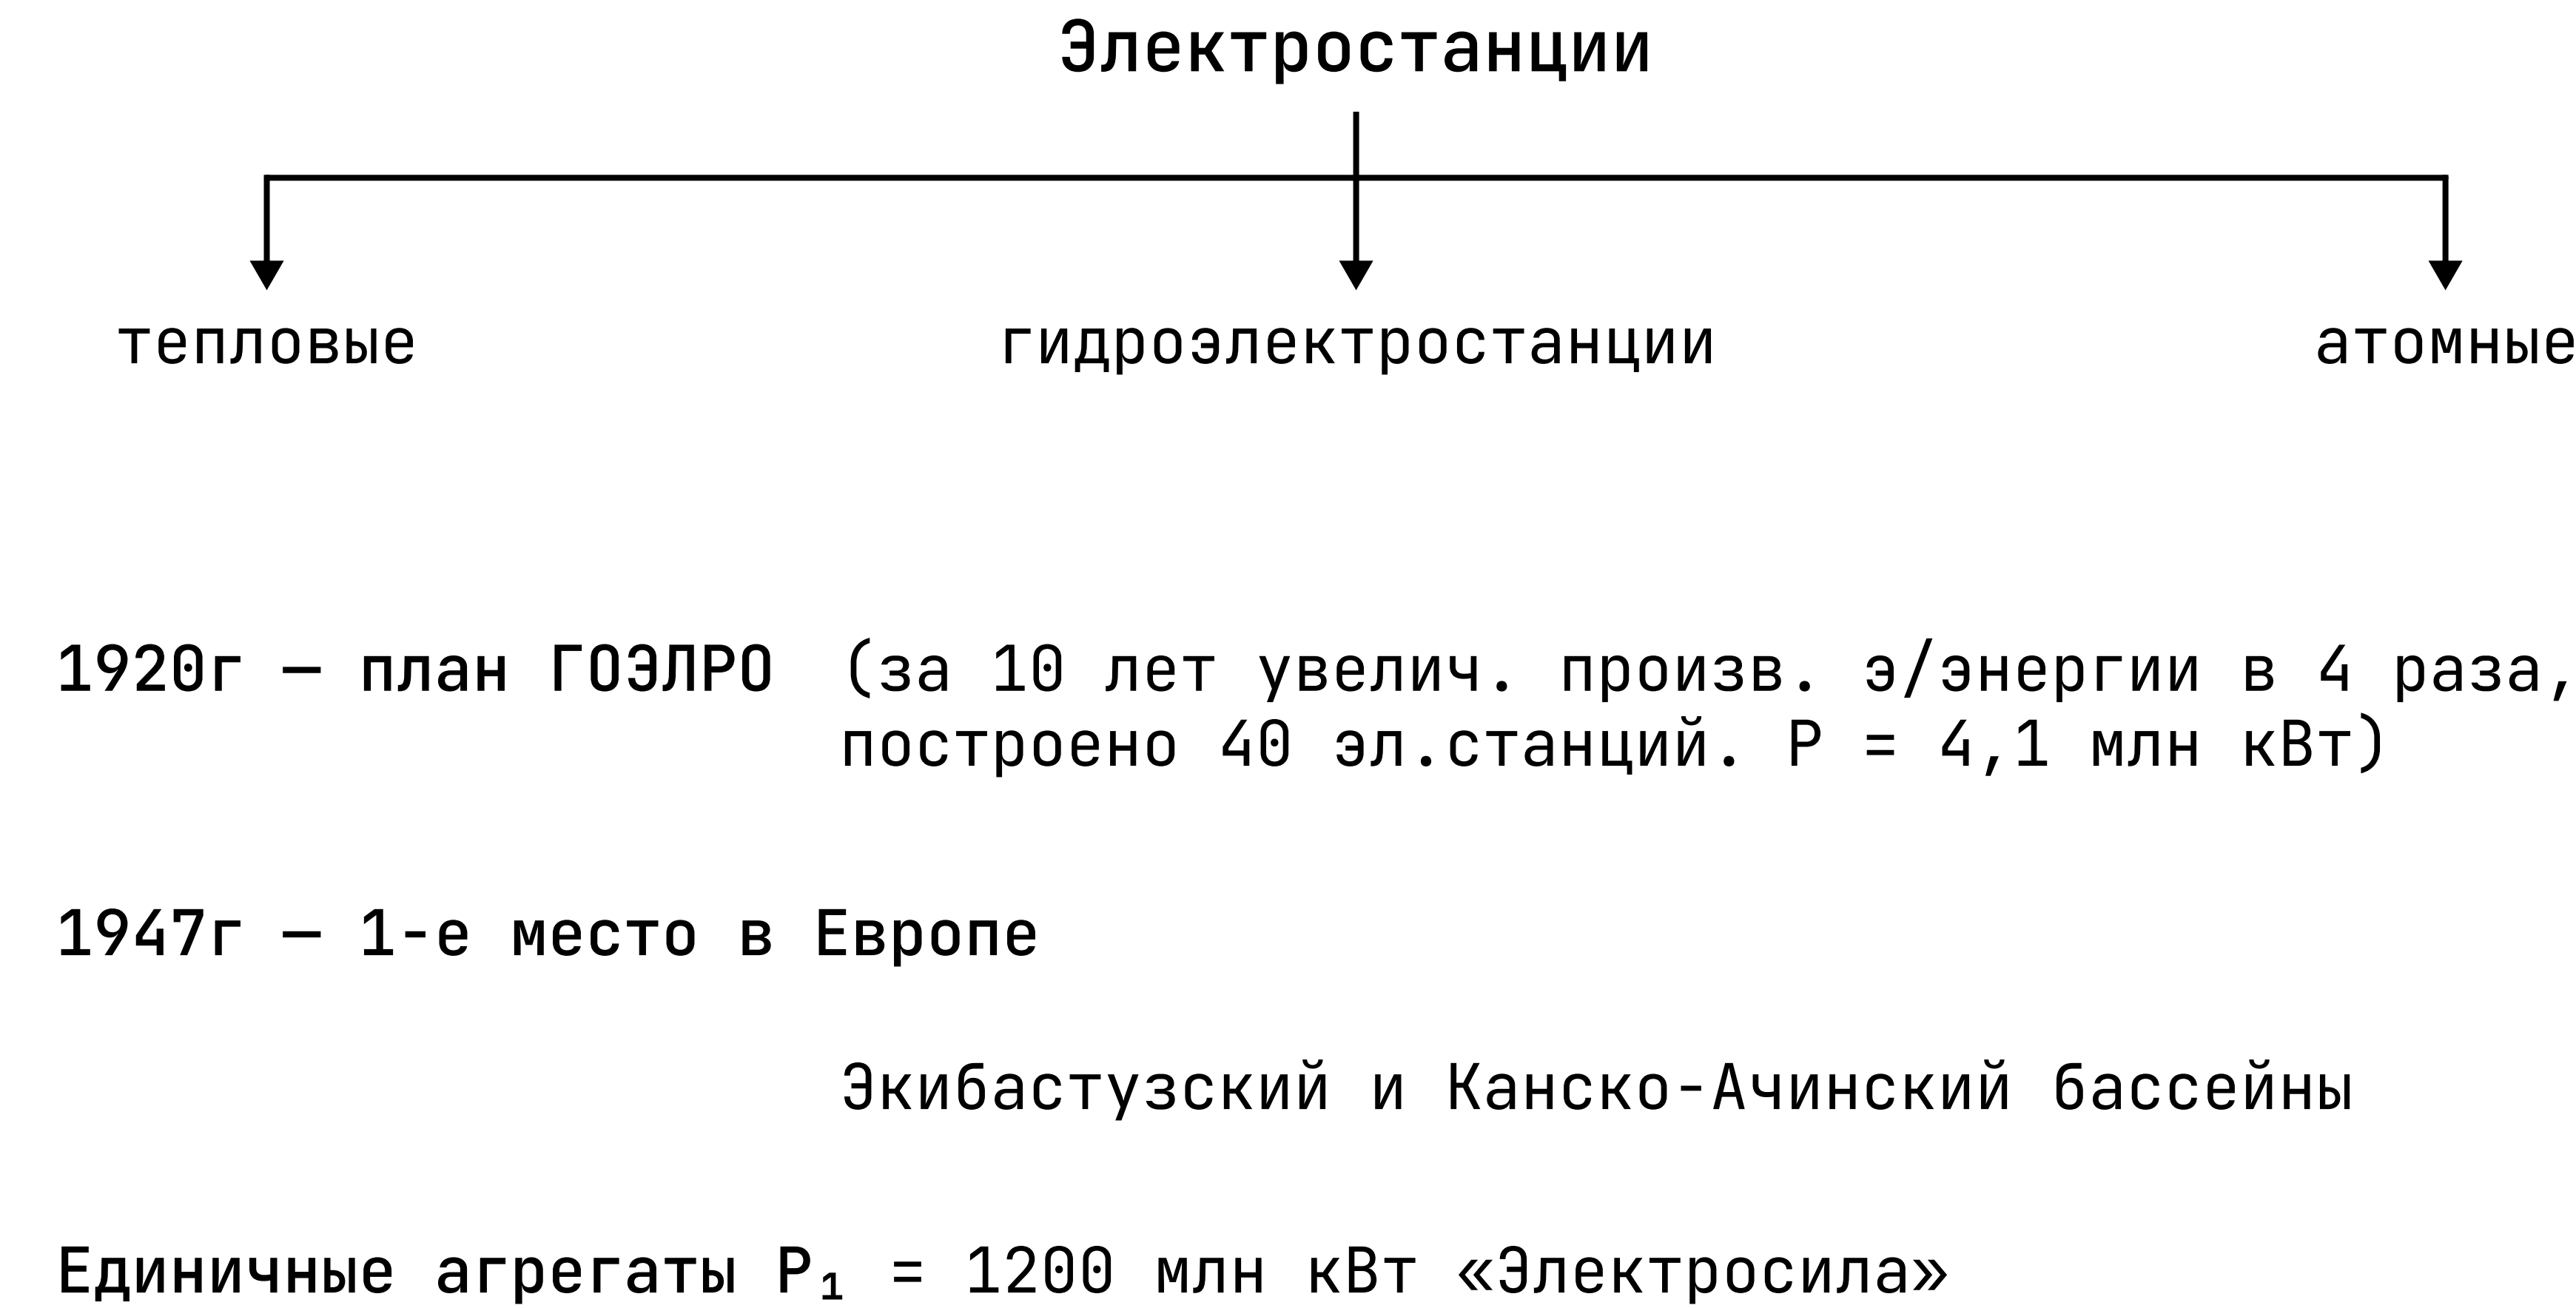 Электростанции
тепловые гидроэлектростанции атомные
1920г — план ГОЭЛРО (за 10 лет увелич. произв. э/энергии в 4 раза,
построено 40 эл.станций. Р = 4,1 млн кВт)
1947г — 1-е место в Европе
Экибастузский и Канско-Ачинский бассейны
Единичные агрегаты Р₁ = 1200 млн кВт «Электросила»